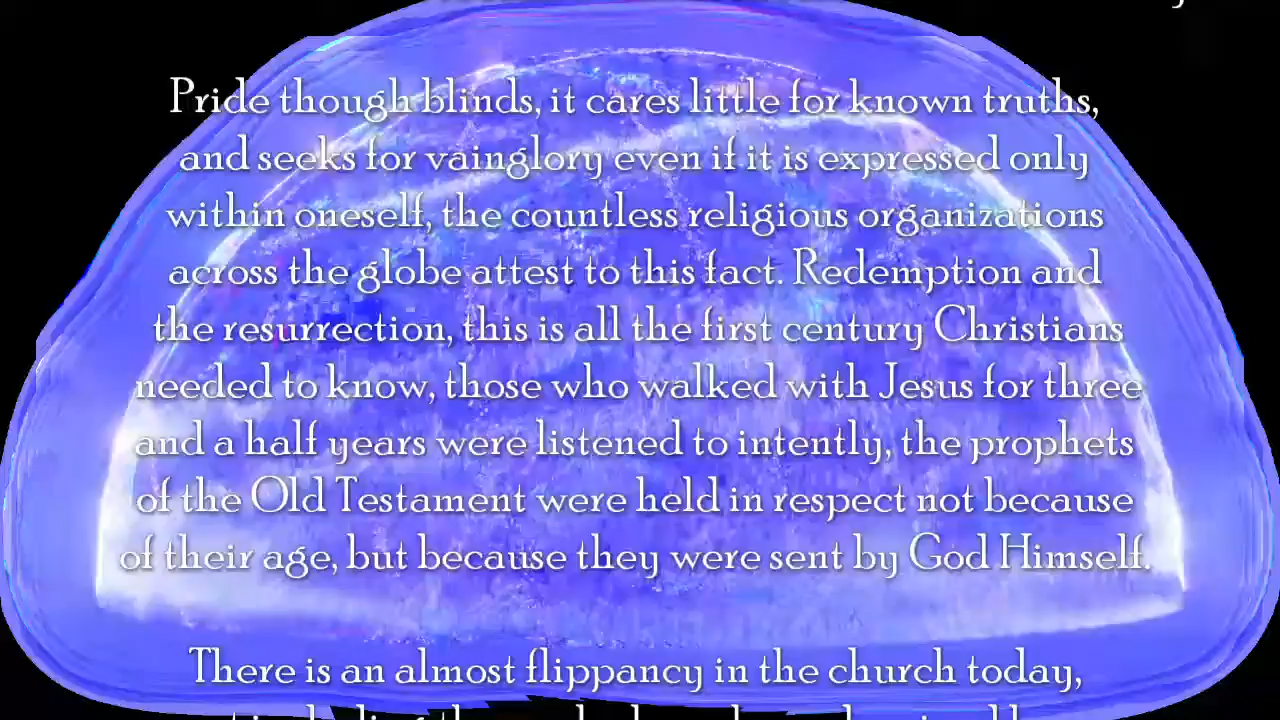 Pride though blinds, it cares little for known truths,
and seeks for vainglory even if it is expressed only
within oneself, the countless religious organizations
across the globe attest to this fact. Redemption and
the resurrection, this is all the first century Christians
needed to know, those who walked with Jesus for three
and a half years were listened to intently, the prophets
of the Old Testament were held in respect not because
of their age, but because they were sent by God Himself.
There is an almost flippancy in the church today,